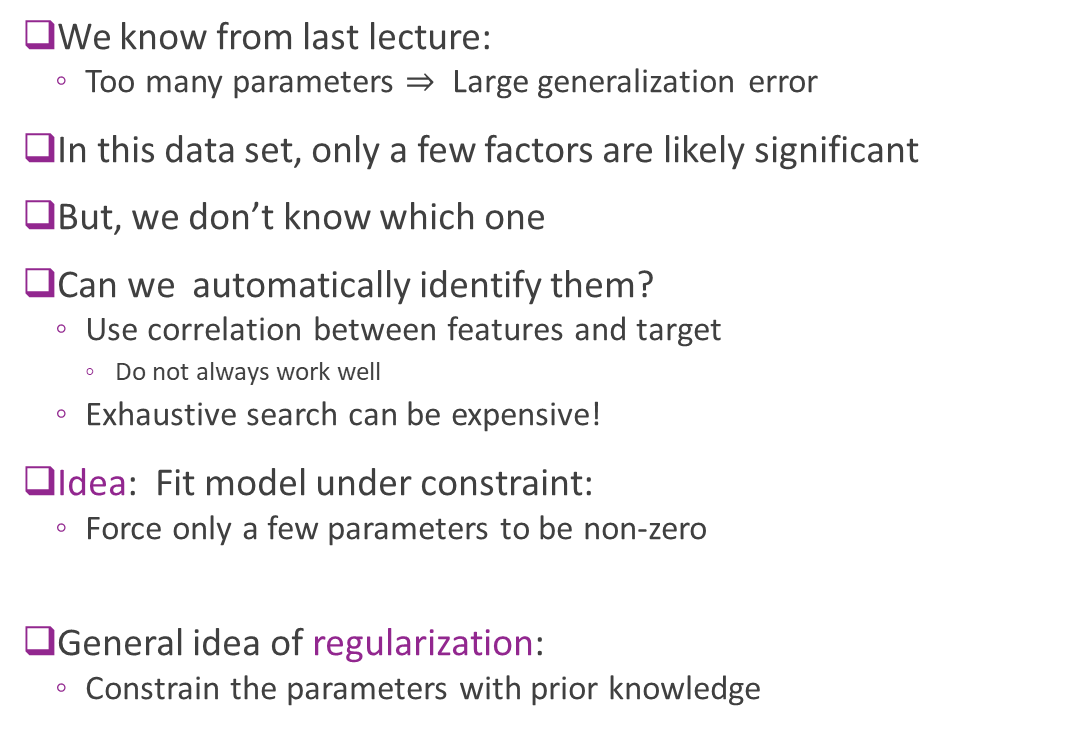 ❑We know from last lecture:
◦ Too many parameters ⇒ Large generalization error
❑In this data set, only a few factors are likely significant
❑But, we don’t know which one
❑Can we automatically identify them?
◦ Use correlation between features and target
◦ Do not always work well
◦ Exhaustive search can be expensive!
❑Idea: Fit model under constraint:
◦ Force only a few parameters to be non-zero
❑General idea of regularization:
◦ Constrain the parameters with prior knowledge